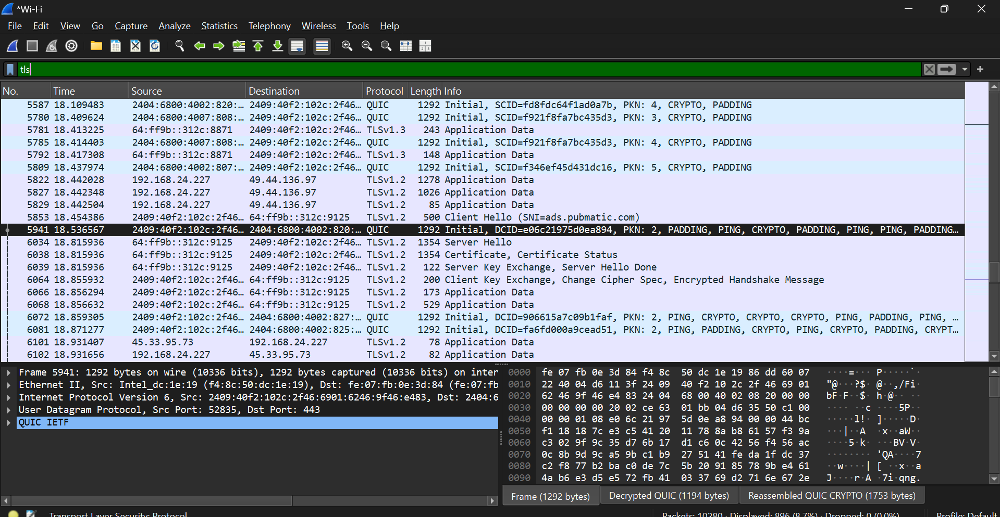 *Wi-Fi
File Edit View Go Capture Analyze Statistics Telephony Wireless Tools Help
tls
No. Time Source Destination Protocol Length Info
5587 18.109483 2404:6800:4002:820:… 2409:40f2:102c:2f46… QUIC 1292 Initial, SCID=fd8fdc64f1ad0a7b, PKN: 4, CRYPTO, PADDING
5780 18.409624 2404:6800:4007:808:… 2409:40f2:102c:2f46… QUIC 1292 Initial, SCID=f921f8fa7bc435d3, PKN: 3, CRYPTO, PADDING
5781 18.413225 64:ff9b::312c:8871 2409:40f2:102c:2f46… TLSv1.3 243 Application Data
5785 18.414403 2404:6800:4007:808:… 2409:40f2:102c:2f46… QUIC 1292 Initial, SCID=f921f8fa7bc435d3, PKN: 4, CRYPTO, PADDING
5792 18.417308 64:ff9b::312c:8871 2409:40f2:102c:2f46… TLSv1.3 148 Application Data
5809 18.437974 2404:6800:4002:807:… 2409:40f2:102c:2f46… QUIC 1292 Initial, SCID=f346ef45d431dc16, PKN: 5, CRYPTO, PADDING
5822 18.442028 192.168.24.227 49.44.136.97 TLSv1.2 1278 Application Data
5827 18.442348 192.168.24.227 49.44.136.97 TLSv1.2 1026 Application Data
5829 18.442504 192.168.24.227 49.44.136.97 TLSv1.2 85 Application Data
5853 18.454386 2409:40f2:102c:2f46… 64:ff9b::312c:9125 TLSv1.2 500 Client Hello (SNI=ads.pubmatic.com)
5941 18.536567 2409:40f2:102c:2f46… 2404:6800:4002:820:… QUIC 1292 Initial, DCID=e06c21975d0ea894, PKN: 2, PADDING, PING, CRYPTO, PADDING, PING, PING, PADDING…
6034 18.815936 64:ff9b::312c:9125 2409:40f2:102c:2f46… TLSv1.2 1354 Server Hello
6038 18.815936 64:ff9b::312c:9125 2409:40f2:102c:2f46… TLSv1.2 1354 Certificate, Certificate Status
6039 18.815936 64:ff9b::312c:9125 2409:40f2:102c:2f46… TLSv1.2 122 Server Key Exchange, Server Hello Done
6064 18.855932 2409:40f2:102c:2f46… 64:ff9b::312c:9125 TLSv1.2 200 Client Key Exchange, Change Cipher Spec, Encrypted Handshake Message
6066 18.856294 2409:40f2:102c:2f46… 64:ff9b::312c:9125 TLSv1.2 173 Application Data
6068 18.856632 2409:40f2:102c:2f46… 64:ff9b::312c:9125 TLSv1.2 529 Application Data
6072 18.859305 2409:40f2:102c:2f46… 2404:6800:4002:827:… QUIC 1292 Initial, DCID=906615a7c09b1faf, PKN: 2, PING, CRYPTO, CRYPTO, CRYPTO, PING, PADDING, PING, …
6081 18.871277 2409:40f2:102c:2f46… 2404:6800:4002:825:… QUIC 1292 Initial, DCID=fa6fd000a9cead51, PKN: 2, PING, PADDING, CRYPTO, PING, CRYPTO, PADDING, CRYPT…
6101 18.931407 45.33.95.73 192.168.24.227 TLSv1.2 78 Application Data
6102 18.931656 192.168.24.227 45.33.95.73 TLSv1.2 82 Application Data
Frame 5941: 1292 bytes on wire (10336 bits), 1292 bytes captured (10336 bits) on inter
Ethernet II, Src: Intel_dc:1e:19 (f4:8c:50:dc:1e:19), Dst: fe:07:fb:0e:3d:84 (fe:07:fb
Internet Protocol Version 6, Src: 2409:40f2:102c:2f46:6901:6246:9f46:e483, Dst: 2404:6
User Datagram Protocol, Src Port: 52835, Dst Port: 443
QUIC IETF
0000 fe 07 fb 0e 3d 84 f4 8c 50 dc 1e 19 86 dd 60 07 ····=··· P·····`·
0010 22 40 04 d6 11 3f 24 09 40 f2 10 2c 2f 46 69 01 "@···?$· @··,/Fi·
0020 62 46 9f 46 e4 83 24 04 68 00 40 02 08 20 00 00 bF·F··$· h·@·· ··
0030 00 00 00 00 20 02 ce 63 01 bb 04 d6 35 50 c1 00 ···· ··c ····5P··
0040 00 00 01 08 e0 6c 21 97 5d 0e a8 94 00 00 44 bc ·····l!· ]·····D·
0050 f1 18 18 7c e3 c5 41 20 11 78 8a b8 61 57 f3 9a ···|··A  ·x··aW··
0060 c3 02 9f 9c 35 d7 6b 17 d1 c6 0c 42 56 f4 56 ac ····5·k· ···BV·V·
0070 0c 8b 9d 9c a5 9b c1 b9 27 51 41 fe da 1f dc 37 ········ 'QA····7
0080 c2 f8 77 b2 ba c0 de 7c 5b 20 91 85 78 9b e4 61 ··w····| [ ··x··a
0090 4a b6 e3 d5 e5 72 fb 41 03 37 69 d2 71 6e 67 2e J····r·A ·7i·qng.
Frame (1292 bytes) Decrypted QUIC (1194 bytes) Reassembled QUIC CRYPTO (1753 bytes)
Transport Layer Security: Protocol Packets: 10280 · Displayed: 896 (8.7%) · Dropped: 0 (0.0%) Profile: Default